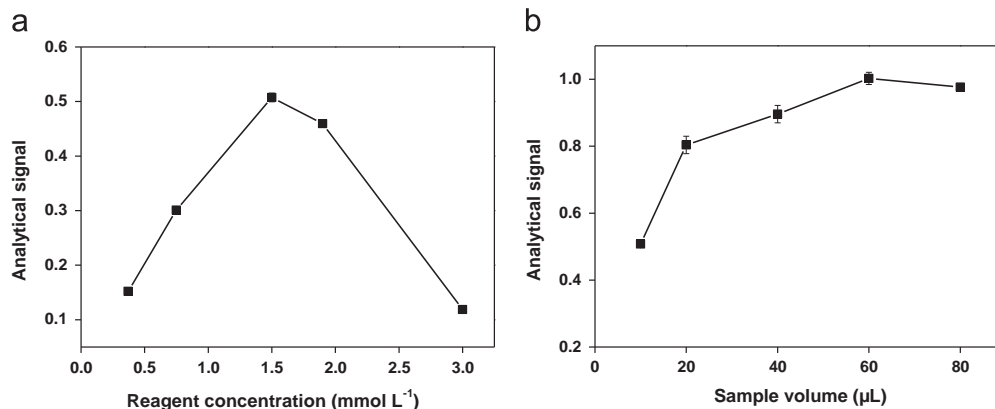 a
0.6
0.5
0.4
0.3
0.2
0.1
Analytical signal
0.0 0.5 1.0 1.5 2.0 2.5 3.0
Reagent concentration (mmol L⁻¹)
b
1.0
0.8
0.6
0.4
0.2
Analytical signal
0 20 40 60 80
Sample volume (µL)